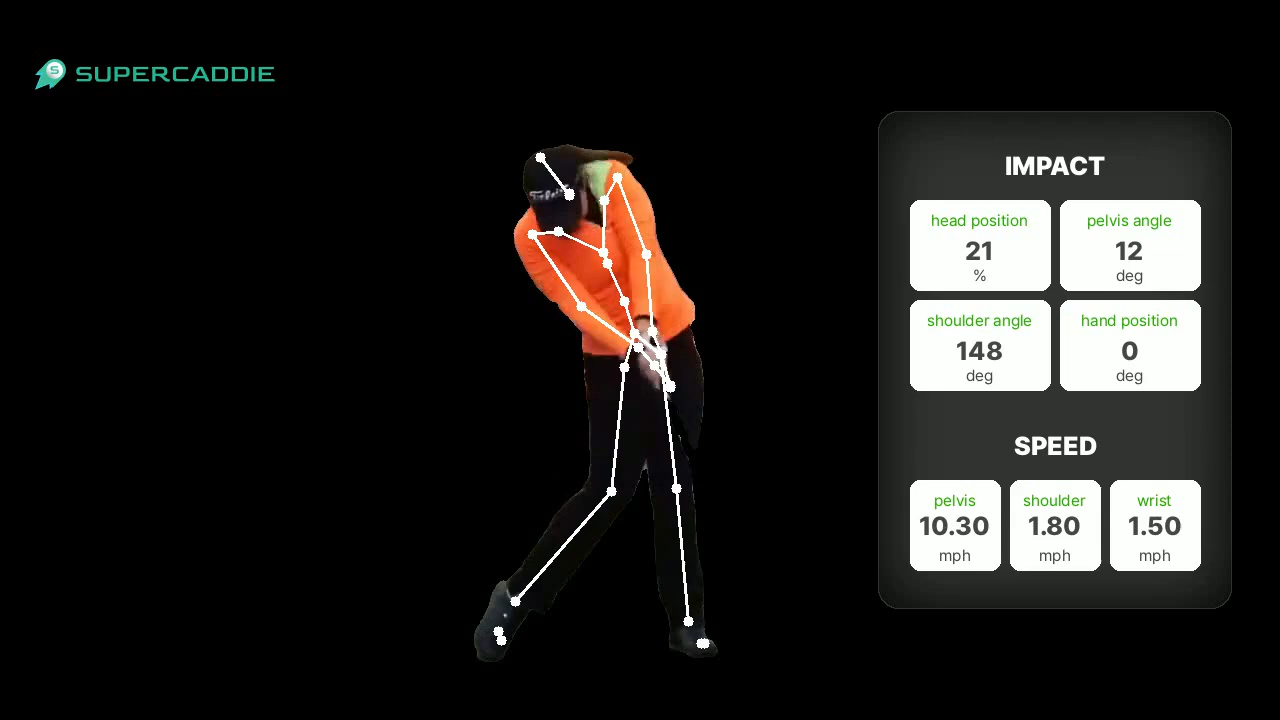 SUPERCADDIE
IMPACT
head position
21
%
pelvis angle
12
deg
shoulder angle
148
deg
hand position
0
deg
SPEED
pelvis
10.30
mph
shoulder
1.80
mph
wrist
1.50
mph